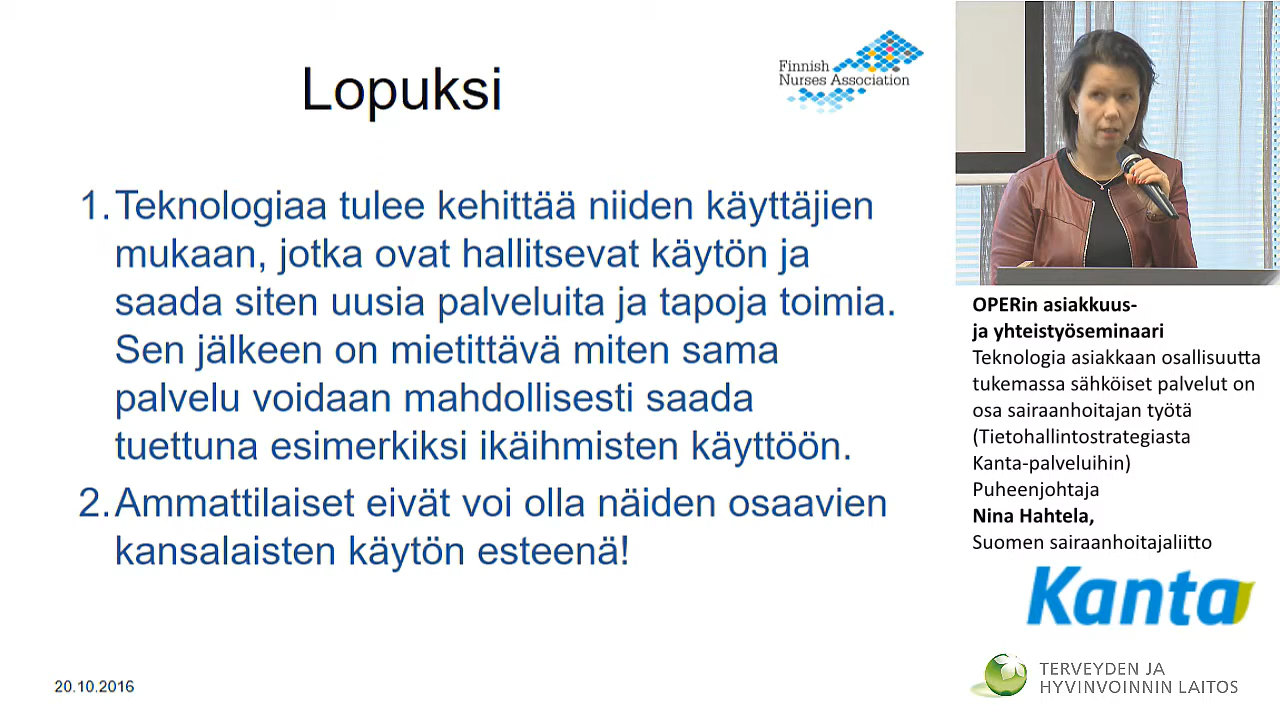 Lopuksi
Finnish
Nurses Association
1. Teknologiaa tulee kehittää niiden käyttäjien
mukaan, jotka ovat hallitsevat käytön ja
saada siten uusia palveluita ja tapoja toimia.
Sen jälkeen on mietittävä miten sama
palvelu voidaan mahdollisesti saada
tuettuna esimerkiksi ikäihmisten käyttöön.
2. Ammattilaiset eivät voi olla näiden osaavien
kansalaisten käytön esteenä!
20.10.2016
OPERin asiakkuus-
ja yhteistyöseminaari
Teknologia asiakkaan osallisuutta
tukemassa sähköiset palvelut on
osa sairaanhoitajan työtä
(Tietohallintostrategiasta
Kanta-palveluihin)
Puheenjohtaja
Nina Hahtela,
Suomen sairaanhoitajaliitto
Kanta
TERVEYDEN JA
HYVINVOINNIN LAITOS